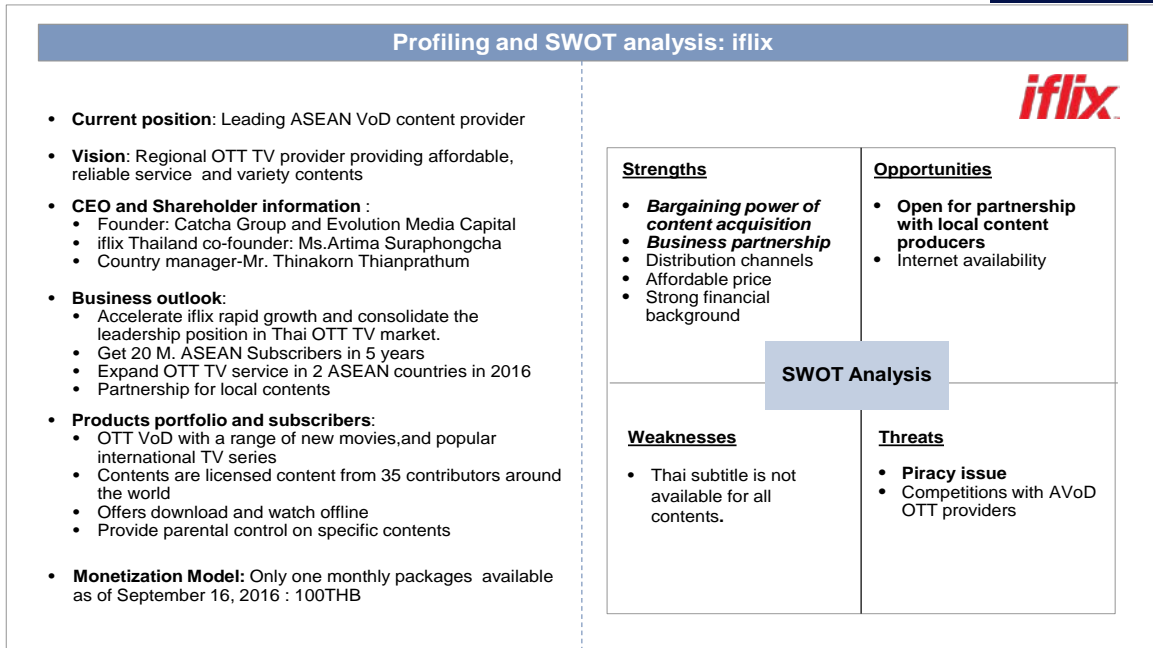 Profiling and SWOT analysis: iflix
• Current position: Leading ASEAN VoD content provider
• Vision: Regional OTT TV provider providing affordable,
reliable service and variety contents
• CEO and Shareholder information :
• Founder: Catcha Group and Evolution Media Capital
• iflix Thailand co-founder: Ms.Artima Suraphongcha
• Country manager-Mr. Thinakorn Thianprathum
• Business outlook:
• Accelerate iflix rapid growth and consolidate the
leadership position in Thai OTT TV market.
• Get 20 M. ASEAN Subscribers in 5 years
• Expand OTT TV service in 2 ASEAN countries in 2016
• Partnership for local contents
• Products portfolio and subscribers:
• OTT VoD with a range of new movies,and popular
international TV series
• Contents are licensed content from 35 contributors around
the world
• Offers download and watch offline
• Provide parental control on specific contents
• Monetization Model: Only one monthly packages available
as of September 16, 2016 : 100THB
iflix
Strengths
• Bargaining power of
content acquisition
• Business partnership
• Distribution channels
• Affordable price
• Strong financial
background
Opportunities
• Open for partnership
with local content
producers
• Internet availability
SWOT Analysis
Weaknesses
• Thai subtitle is not
available for all
contents.
Threats
• Piracy issue
• Competitions with AVoD
OTT providers